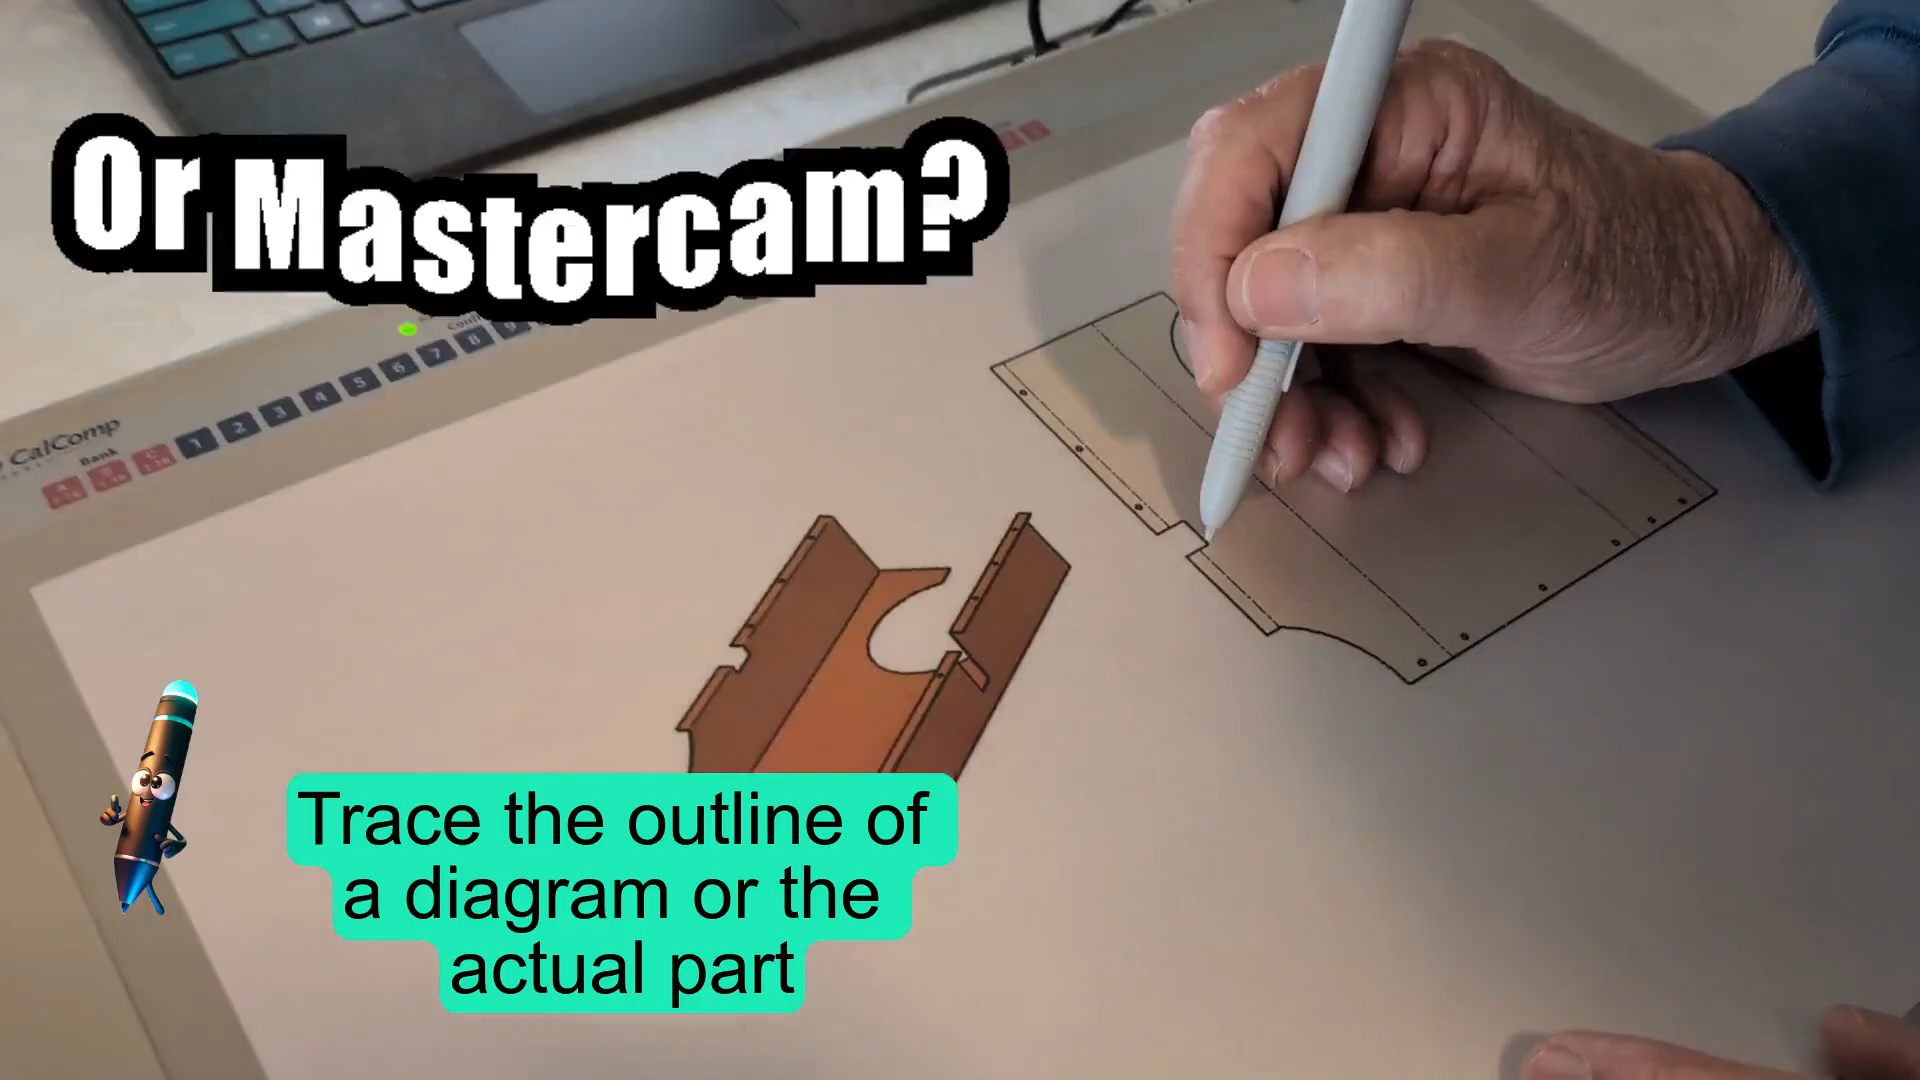 Or Mastercam?
CalComp
Bank
A
B
C
1 2 3 4 5 6 7 8 9
Trace the outline of
a diagram or the
actual part